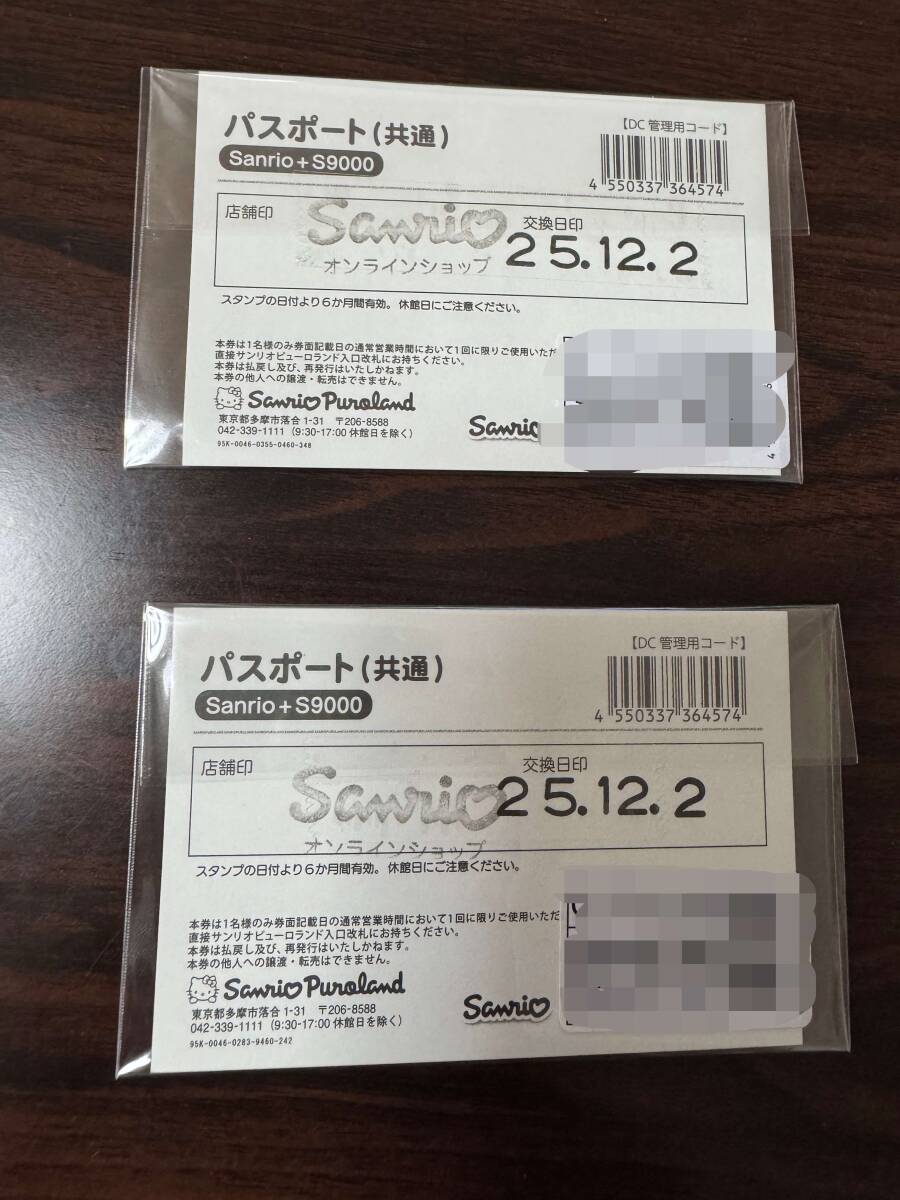 パスポート(共通)
Sanrio+S9000
【DC管理用コード】
4 550337 364574
店舗印
Sanrio
オンラインショップ
交換日印
25.12.2
スタンプの日付より6か月間有効。休館日にご注意ください。
本券は1名様のみ券面記載日の通常営業時間において1回に限りご使用いただ
直接サンリオピューロランド入口改札にお持ちください。
本券は払戻し及び、再発行はいたしかねます。
本券の他人への譲渡・転売はできません。
Sanrio Puroland
東京都多摩市落合1-31 〒206-8588
042-339-1111(9:30-17:00 休館日を除く)
95K-0046-0355-0460-348
Sanrio
パスポート(共通)
Sanrio+S9000
【DC管理用コード】
4 550337 364574
店舗印
Sanrio
オンラインショップ
交換日印
25.12.2
スタンプの日付より6か月間有効。休館日にご注意ください。
本券は1名様のみ券面記載日の通常営業時間において1回に限りご使用いただ
直接サンリオピューロランド入口改札にお持ちください。
本券は払戻し及び、再発行はいたしかねます。
本券の他人への譲渡・転売はできません。
Sanrio Puroland
東京都多摩市落合1-31 〒206-8588
042-339-1111(9:30-17:00 休館日を除く)
95K-0046-0283-9460-242
Sanrio